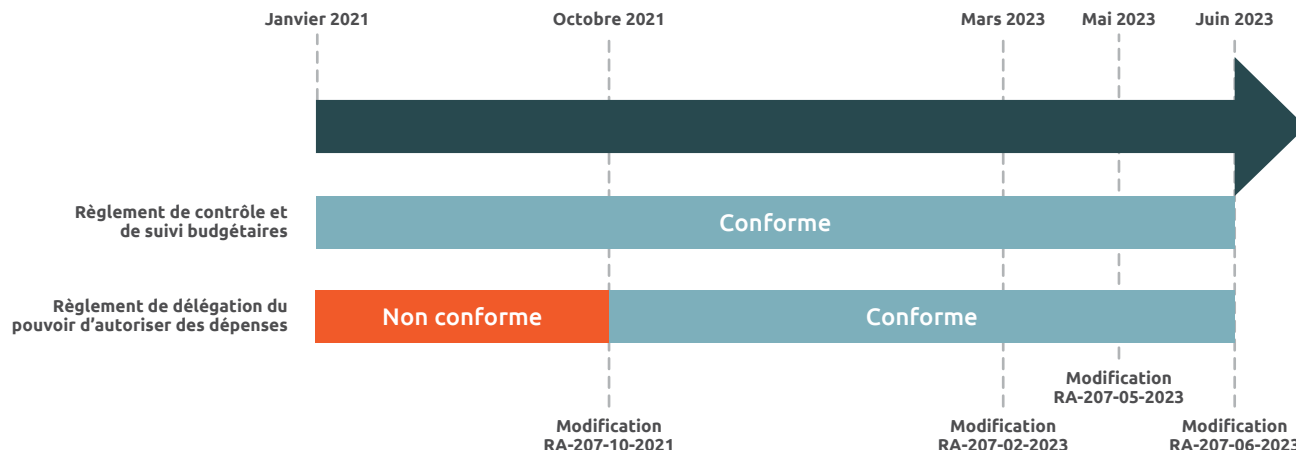 Janvier 2021
Octobre 2021
Mars 2023
Mai 2023
Juin 2023
Règlement de contrôle et
de suivi budgétaires
Conforme
Règlement de délégation du
pouvoir d’autoriser des dépenses
Non conforme
Conforme
Modification
RA-207-05-2023
Modification
RA-207-10-2021
Modification
RA-207-02-2023
Modification
RA-207-06-2023